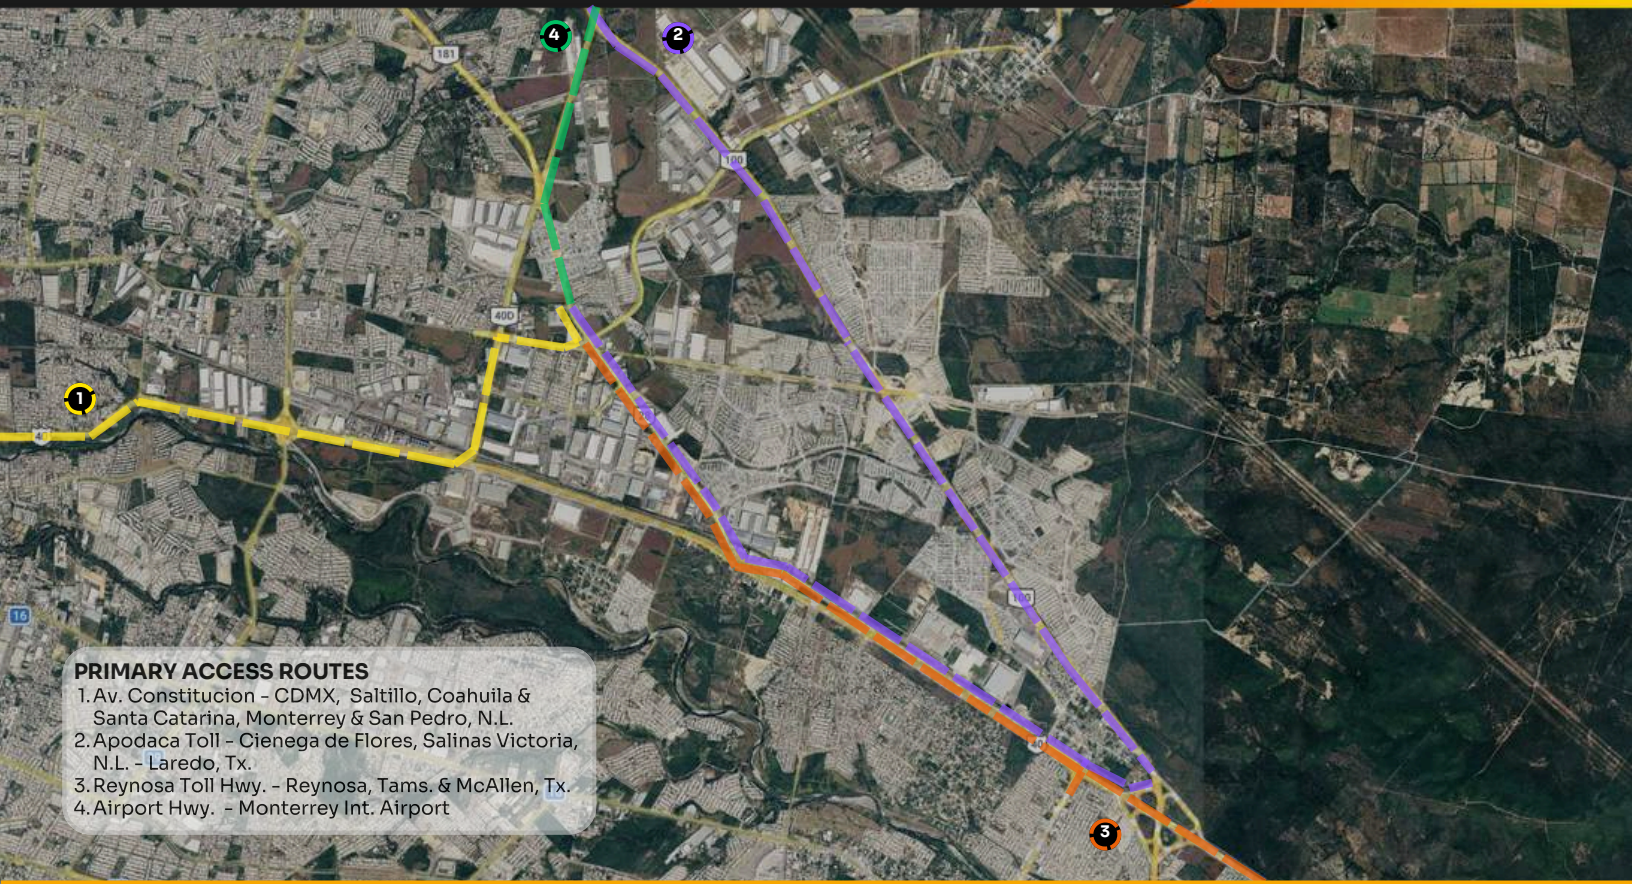 4
2
181
100
40D
1
4
100
16
40
3
PRIMARY ACCESS ROUTES
1. Av. Constitucion - CDMX, Saltillo, Coahuila &
Santa Catarina, Monterrey & San Pedro, N.L.
2. Apodaca Toll - Cienega de Flores, Salinas Victoria,
N.L. - Laredo, Tx.
3. Reynosa Toll Hwy. - Reynosa, Tams. & McAllen, Tx.
4. Airport Hwy. - Monterrey Int. Airport